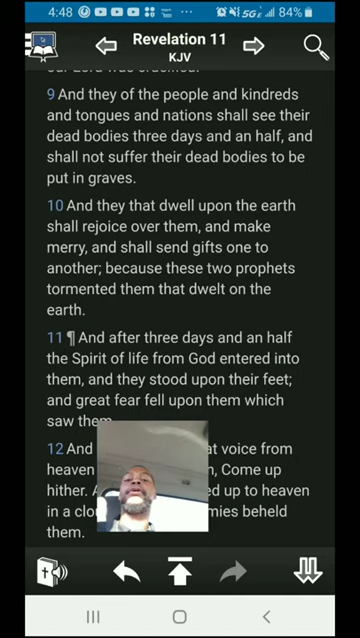 4:48 5GE 84%
Revelation 11
KJV
our Lord was crucified.
9 And they of the people and kindreds
and tongues and nations shall see their
dead bodies three days and an half, and
shall not suffer their dead bodies to be
put in graves.
10 And they that dwell upon the earth
shall rejoice over them, and make
merry, and shall send gifts one to
another; because these two prophets
tormented them that dwelt on the
earth.
11 ¶ And after three days and an half
the Spirit of life from God entered into
them, and they stood upon their feet;
and great fear fell upon them which
saw them.
12 And at voice from
heaven Come up
hither. ed up to heaven
in a clo mies beheld
them.